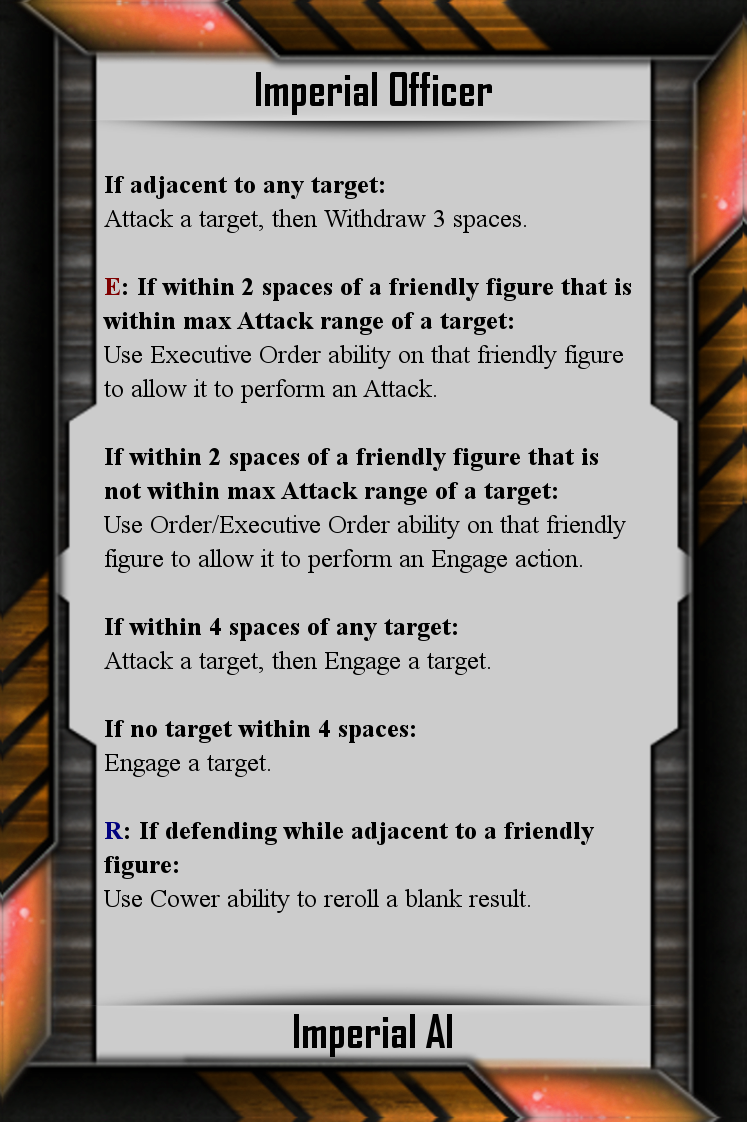 Imperial Officer
If adjacent to any target:
Attack a target, then Withdraw 3 spaces.
E: If within 2 spaces of a friendly figure that is
within max Attack range of a target:
Use Executive Order ability on that friendly figure
to allow it to perform an Attack.
If within 2 spaces of a friendly figure that is
not within max Attack range of a target:
Use Order/Executive Order ability on that friendly
figure to allow it to perform an Engage action.
If within 4 spaces of any target:
Attack a target, then Engage a target.
If no target within 4 spaces:
Engage a target.
R: If defending while adjacent to a friendly
figure:
Use Cower ability to reroll a blank result.
Imperial AI